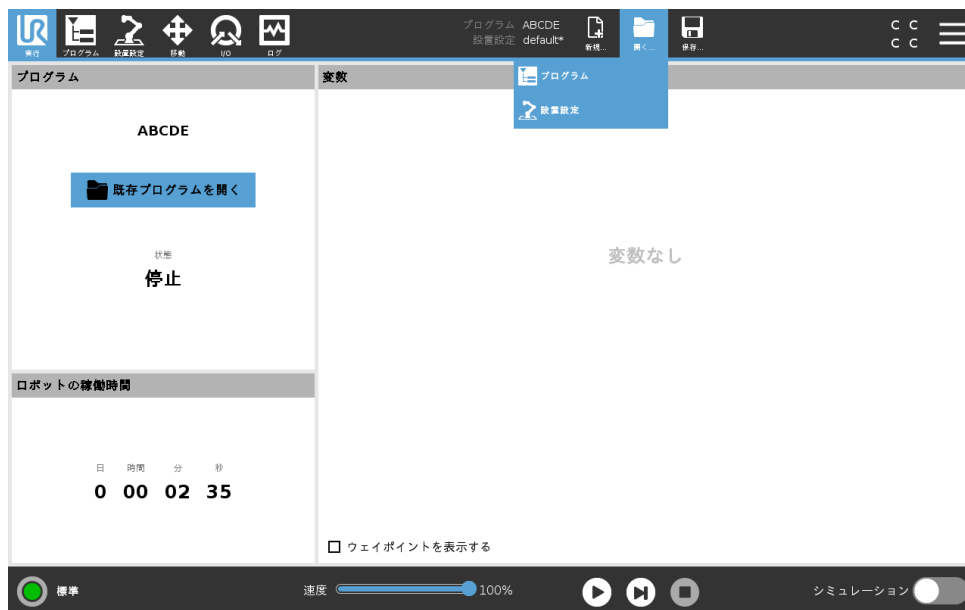 実行
プログラム
設置設定
移動
I/O
ログ
プログラム ABCDE
設置設定 default*
新規...
開く...
保存...
C C
C C
プログラム
設置設定
プログラム
ABCDE
既存プログラムを開く
状態
停止
変数
変数なし
ウェイポイントを表示する
ロボットの稼働時間
日 時間 分 秒
0 00 02 35
標準
速度 100%
シミュレーション